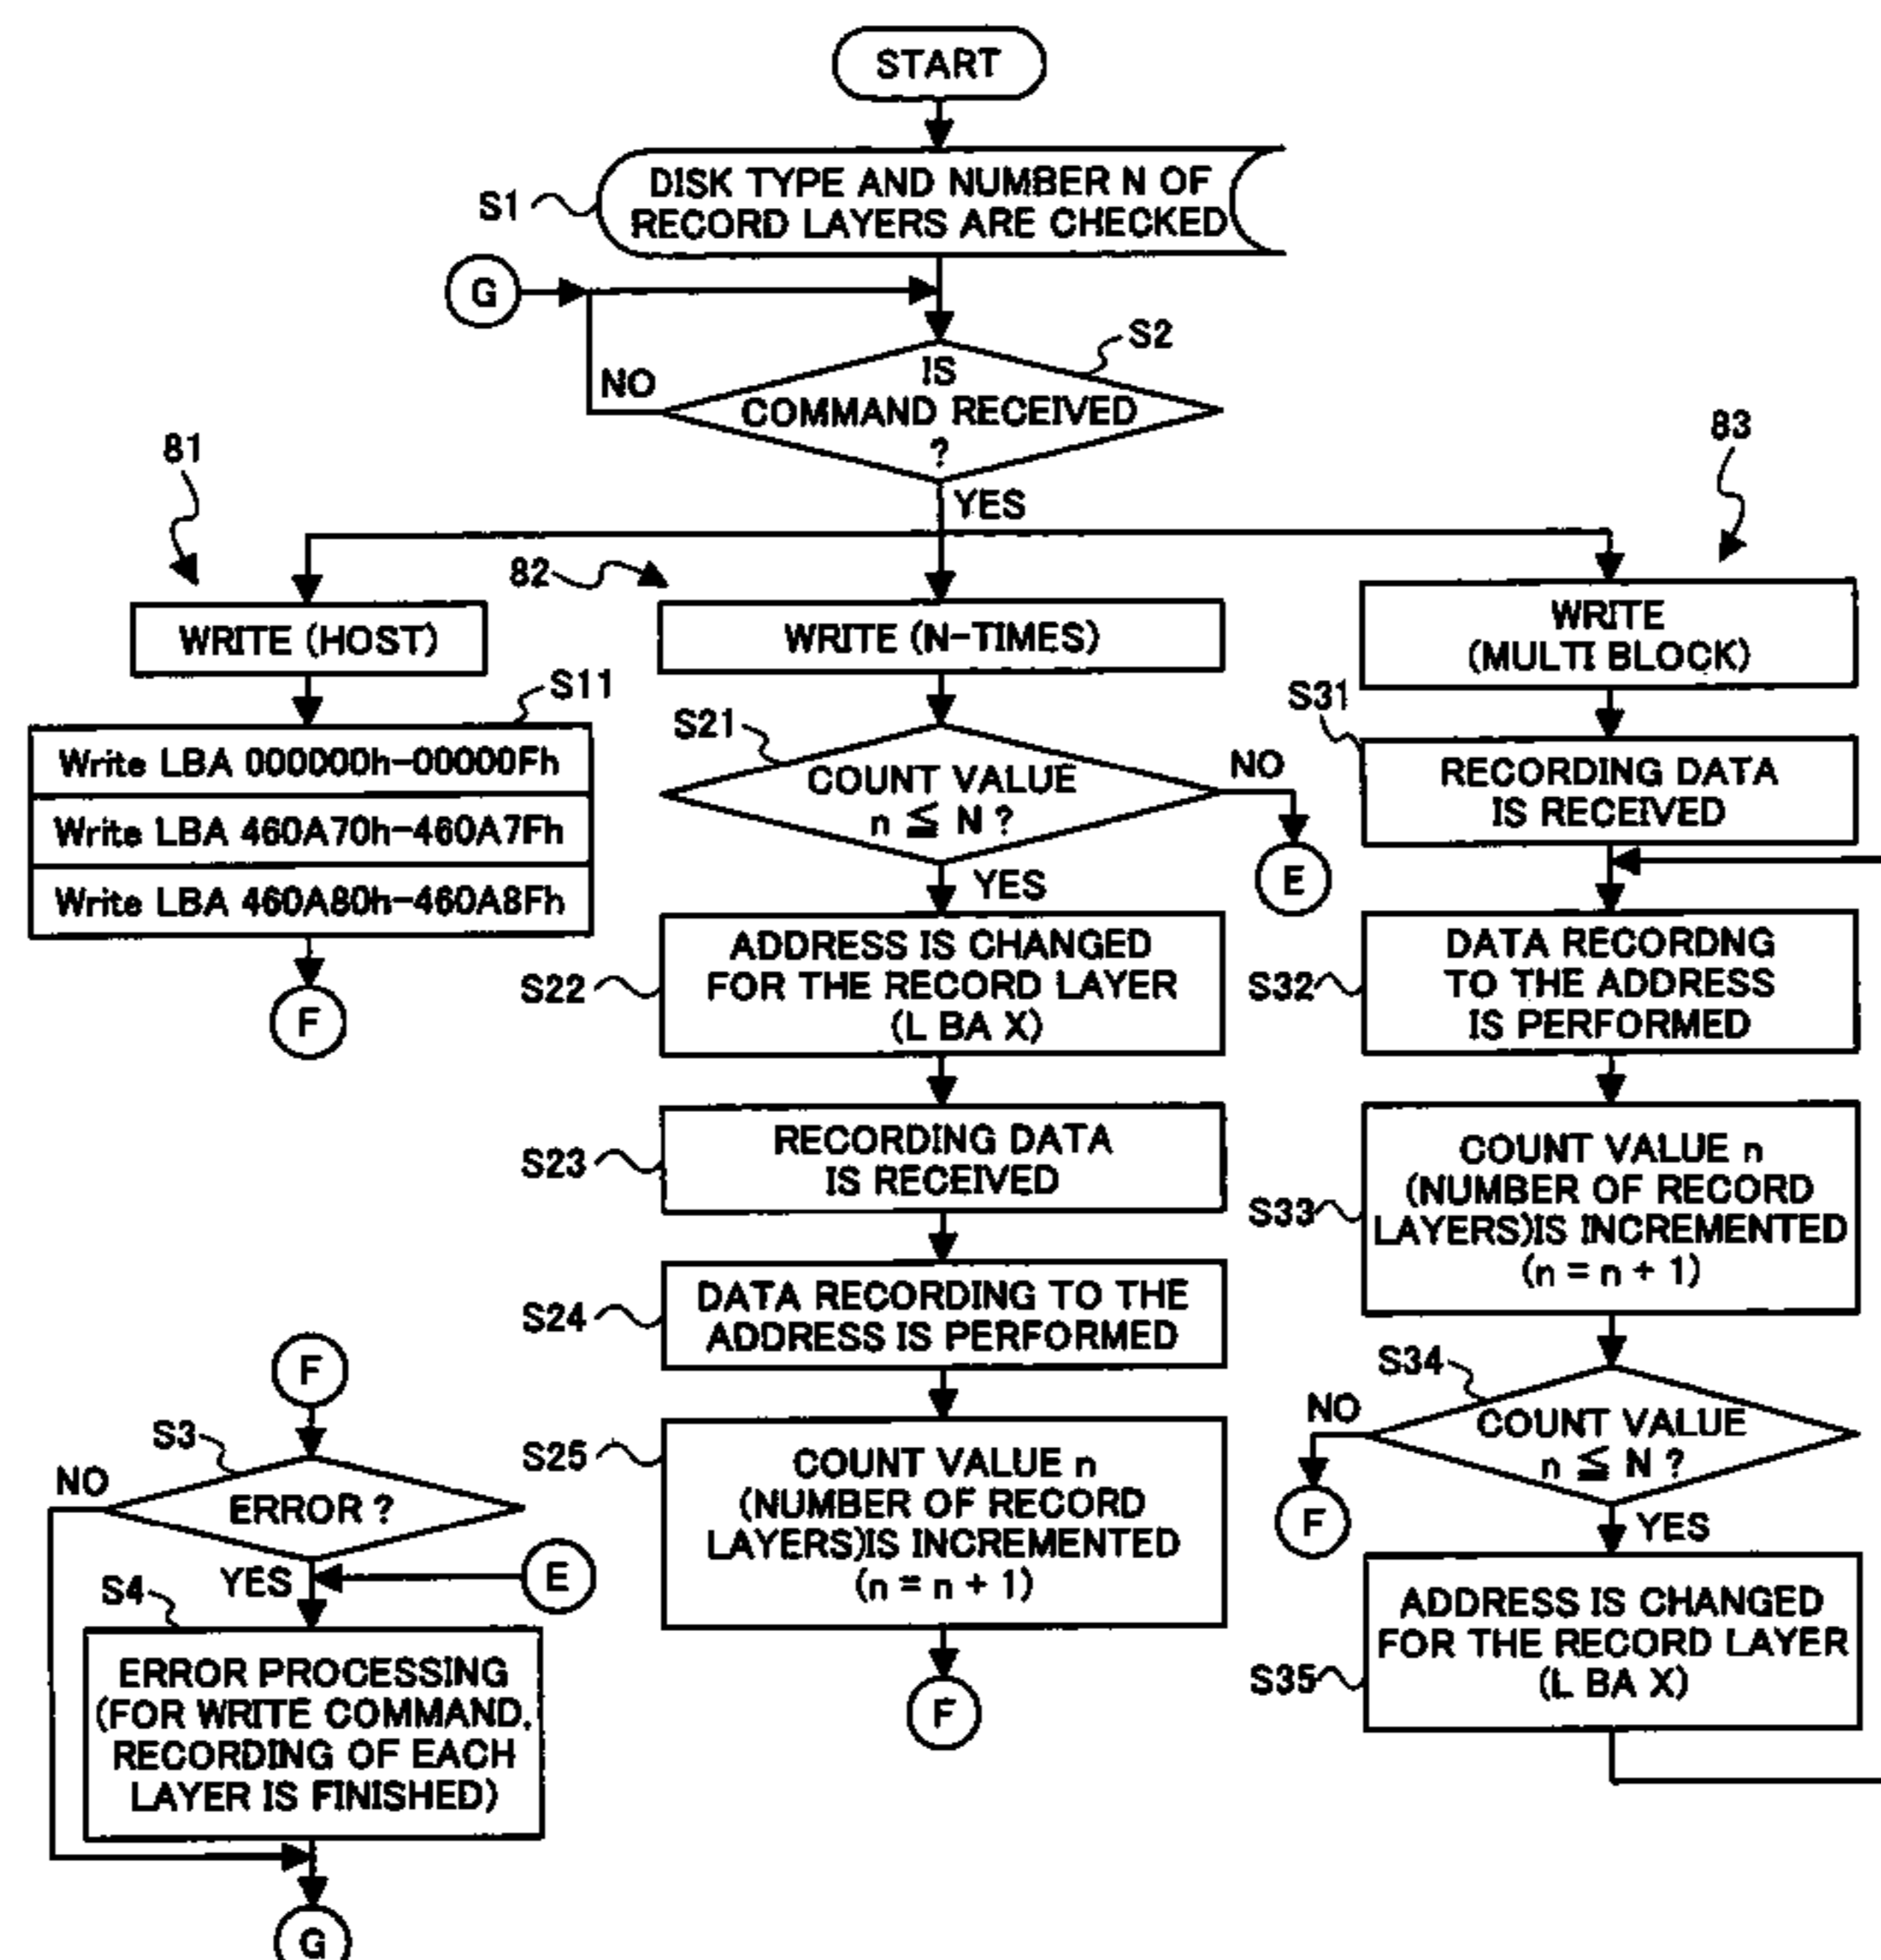 START
S1
DISK TYPE AND NUMBER N OF
RECORD LAYERS ARE CHECKED
G
S2
IS
COMMAND RECEIVED
?
NO
YES
81
82
83
WRITE (HOST)
S11
Write LBA 000000h-00000Fh
Write LBA 460A70h-460A7Fh
Write LBA 460A80h-460A8Fh
F
WRITE (N-TIMES)
S21
COUNT VALUE
n ≦ N ?
NO
E
YES
S22
ADDRESS IS CHANGED
FOR THE RECORD LAYER
(L BA X)
S23
RECORDING DATA
IS RECEIVED
S24
DATA RECORDING TO THE
ADDRESS IS PERFORMED
S25
COUNT VALUE n
(NUMBER OF RECORD
LAYERS)IS INCREMENTED
(n = n + 1)
F
WRITE
(MULTI BLOCK)
S31
RECORDING DATA
IS RECEIVED
S32
DATA RECORDNG
TO THE ADDRESS
IS PERFORMED
S33
COUNT VALUE n
(NUMBER OF RECORD
LAYERS)IS INCREMENTED
(n = n + 1)
S34
COUNT VALUE
n ≦ N ?
NO
F
YES
S35
ADDRESS IS CHANGED
FOR THE RECORD LAYER
(L BA X)
F
S3
NO
ERROR ?
YES
E
S4
ERROR PROCESSING
(FOR WRITE COMMAND,
RECORDING OF EACH
LAYER IS FINISHED)
G